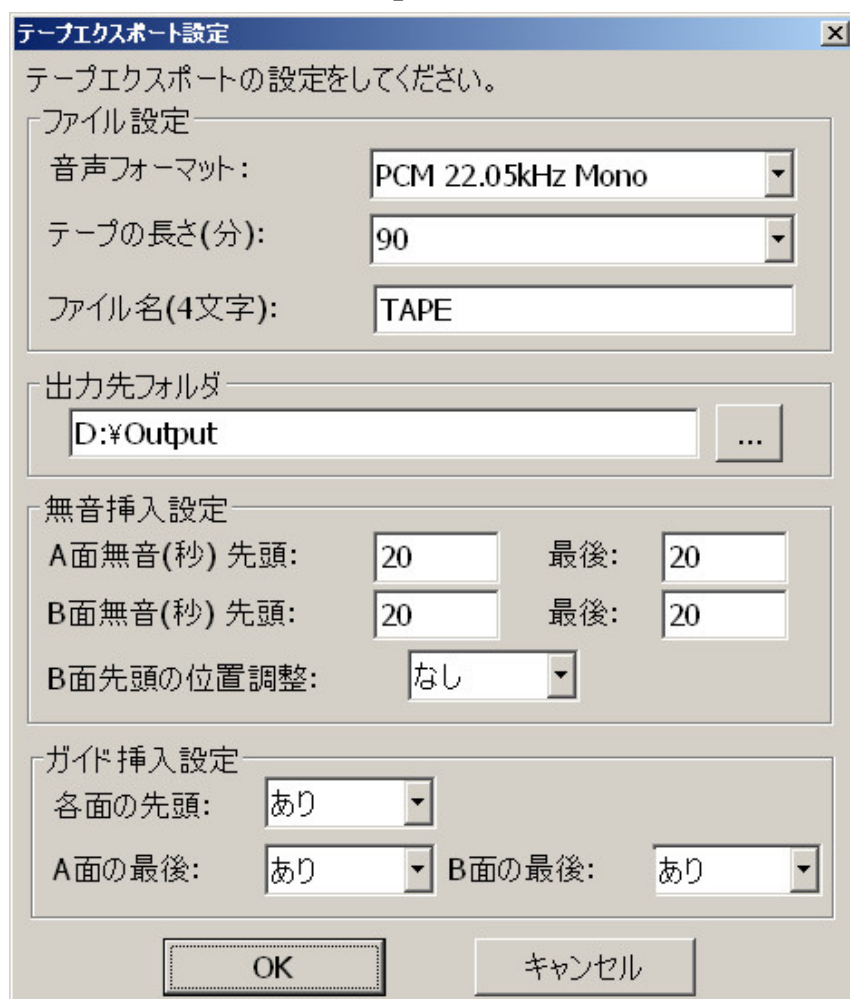 テープエクスポート設定
テープエクスポートの設定をしてください。
ファイル設定
音声フォーマット: PCM 22.05kHz Mono
テープの長さ(分): 90
ファイル名(4文字): TAPE
出力先フォルダ
D:¥Output ...
無音挿入設定
A面無音(秒) 先頭: 20 最後: 20
B面無音(秒) 先頭: 20 最後: 20
B面先頭の位置調整: なし
ガイド挿入設定
各面の先頭: あり
A面の最後: あり B面の最後: あり
OK キャンセル